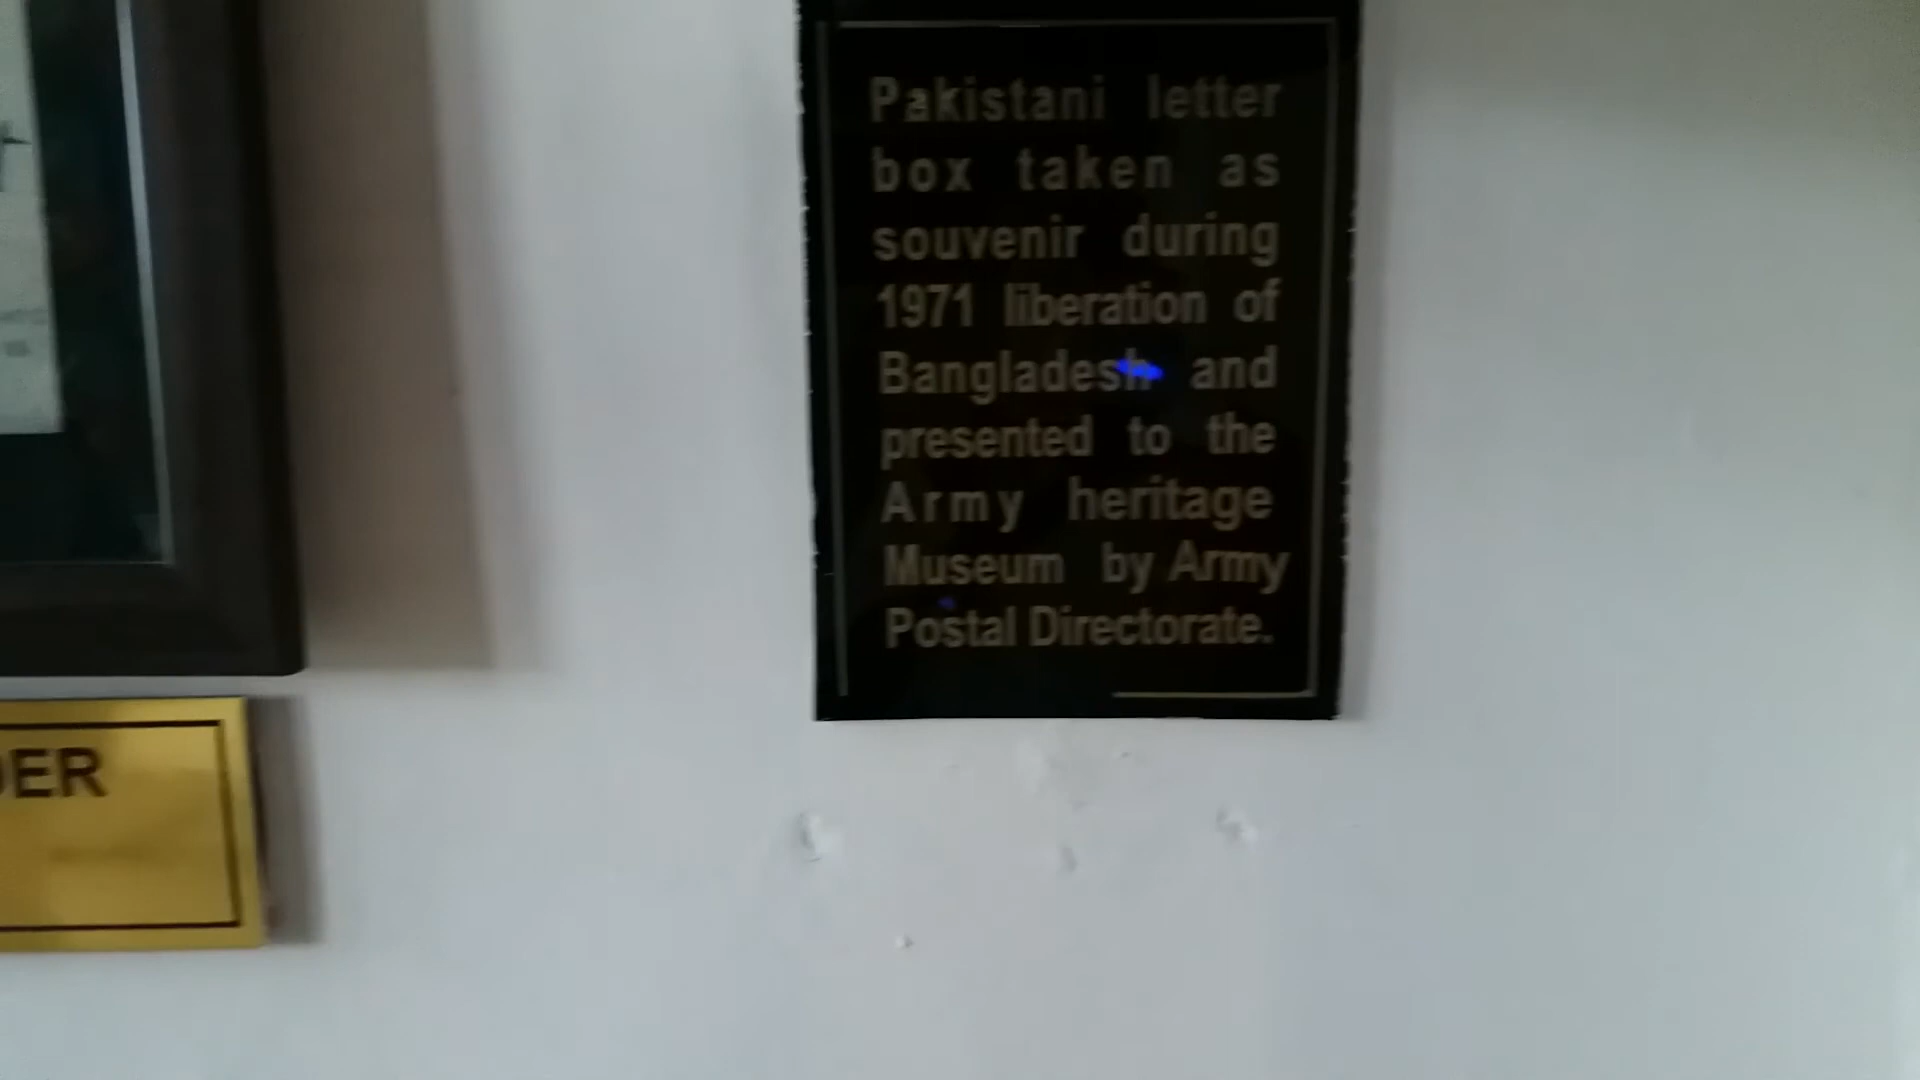 Pakistani letter
box taken as
souvenir during
1971 liberation of
Bangladesh and
presented to the
Army heritage
Museum by Army
Postal Directorate.